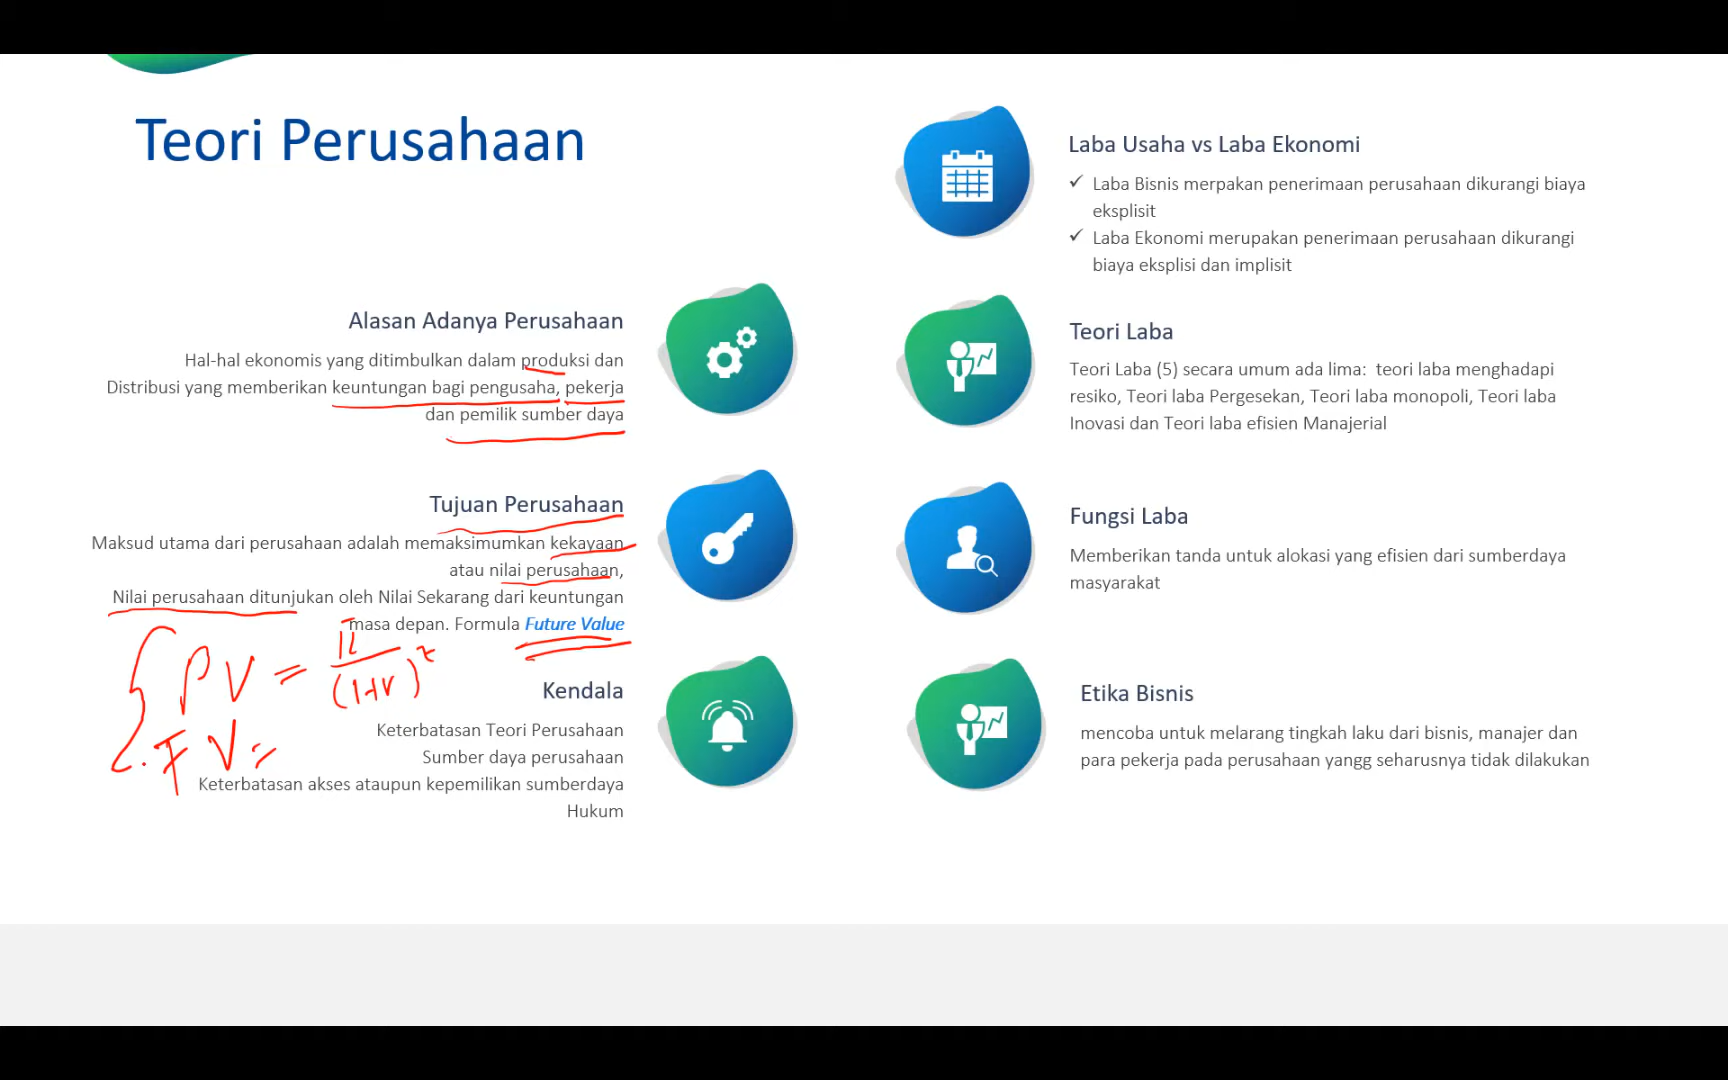 Teori Perusahaan
Alasan Adanya Perusahaan
Hal-hal ekonomis yang ditimbulkan dalam produksi dan
Distribusi yang memberikan keuntungan bagi pengusaha, pekerja
dan pemilik sumber daya
Tujuan Perusahaan
Maksud utama dari perusahaan adalah memaksimumkan kekayaan
atau nilai perusahaan,
Nilai perusahaan ditunjukan oleh Nilai Sekarang dari keuntungan
masa depan. Formula Future Value
PV = π
(1+r)^t
FV =
Kendala
Keterbatasan Teori Perusahaan
Sumber daya perusahaan
Keterbatasan akses ataupun kepemilikan sumberdaya
Hukum
Laba Usaha vs Laba Ekonomi
✓ Laba Bisnis merpakan penerimaan perusahaan dikurangi biaya
eksplisit
✓ Laba Ekonomi merupakan penerimaan perusahaan dikurangi
biaya eksplisi dan implisit
Teori Laba
Teori Laba (5) secara umum ada lima: teori laba menghadapi
resiko, Teori laba Pergesekan, Teori laba monopoli, Teori laba
Inovasi dan Teori laba efisien Manajerial
Fungsi Laba
Memberikan tanda untuk alokasi yang efisien dari sumberdaya
masyarakat
Etika Bisnis
mencoba untuk melarang tingkah laku dari bisnis, manajer dan
para pekerja pada perusahaan yangg seharusnya tidak dilakukan